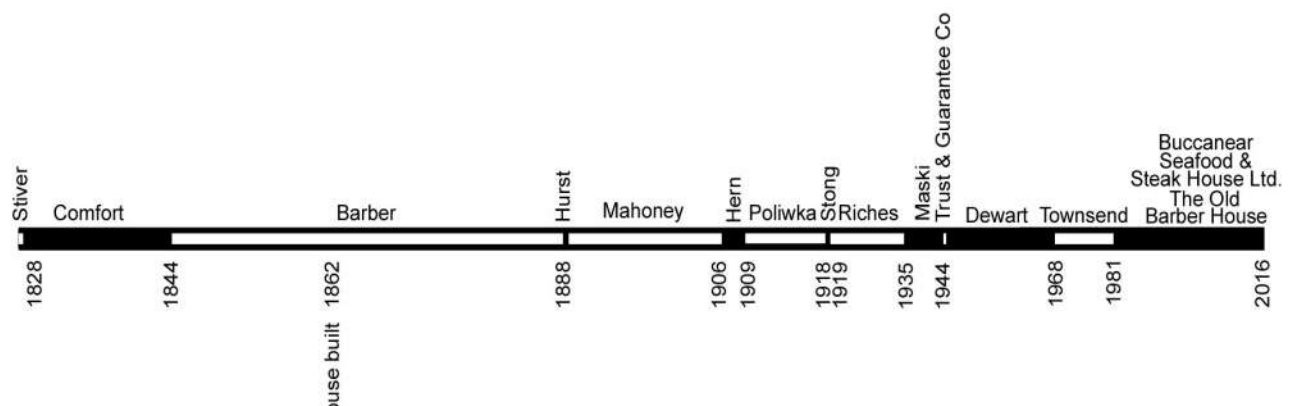 Stiver
Comfort
Barber
Hurst
Mahoney
Hern
Poliwka
Stong
Riches
Maski
Trust & Guarantee Co
Dewart
Townsend
Buccanear
Seafood &
Steak House Ltd.
The Old
Barber House
1828
1844
1862
1888
1906
1909
1918
1919
1935
1944
1968
1981
2016
built